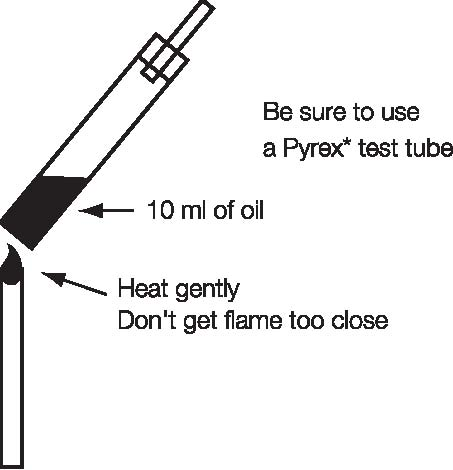 Be sure to use
a Pyrex* test tube
10 ml of oil
Heat gently
Don't get flame too close